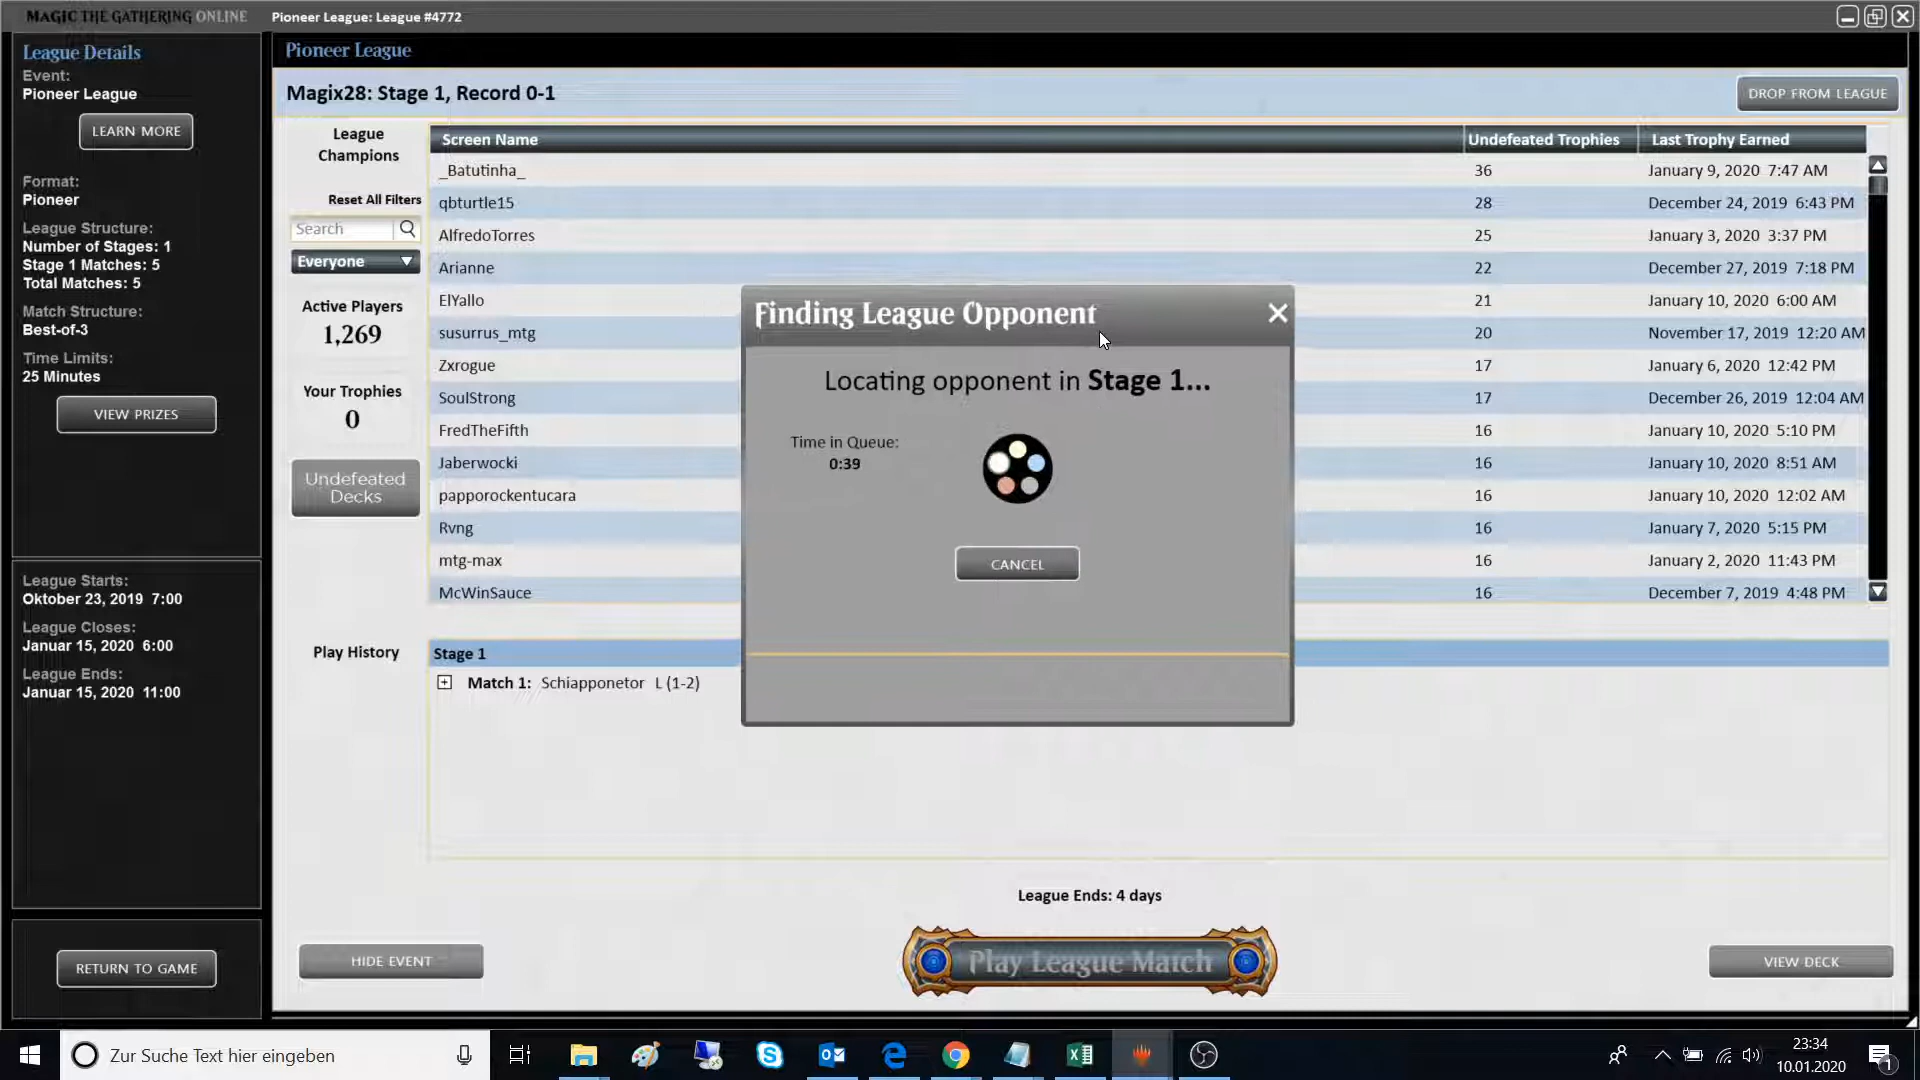 MAGIC THE GATHERING ONLINE
Pioneer League: League #4772
League Details
Event:
Pioneer League
LEARN MORE
Format:
Pioneer
League Structure:
Number of Stages: 1
Stage 1 Matches: 5
Total Matches: 5
Match Structure:
Best-of-3
Time Limits:
25 Minutes
VIEW PRIZES
League Starts:
Oktober 23, 2019 7:00
League Closes:
Januar 15, 2020 6:00
League Ends:
Januar 15, 2020 11:00
RETURN TO GAME
Pioneer League
Magix28: Stage 1, Record 0-1
DROP FROM LEAGUE
League
Champions
Reset All Filters
Search
Everyone
Active Players
1,269
Your Trophies
0
Undefeated
Decks
Screen Name Undefeated Trophies Last Trophy Earned
_Batutinha_ 36 January 9, 2020 7:47 AM
qbturtle15 28 December 24, 2019 6:43 PM
AlfredoTorres 25 January 3, 2020 3:37 PM
Arianne 22 December 27, 2019 7:18 PM
ElYallo 21 January 10, 2020 6:00 AM
susurrus_mtg 20 November 17, 2019 12:20 AM
Zxrogue 17 January 6, 2020 12:42 PM
SoulStrong 17 December 26, 2019 12:04 AM
FredTheFifth 16 January 10, 2020 5:10 PM
Jaberwocki 16 January 10, 2020 8:51 AM
papporockentucara 16 January 10, 2020 12:02 AM
Rvng 16 January 7, 2020 5:15 PM
mtg-max 16 January 2, 2020 11:43 PM
McWinSauce 16 December 7, 2019 4:48 PM
Finding League Opponent
Locating opponent in Stage 1...
Time in Queue:
0:39
CANCEL
Play History
Stage 1
Match 1: Schiapponetor L (1-2)
League Ends: 4 days
HIDE EVENT
Play League Match
VIEW DECK
Zur Suche Text hier eingeben
23:34
10.01.2020
1